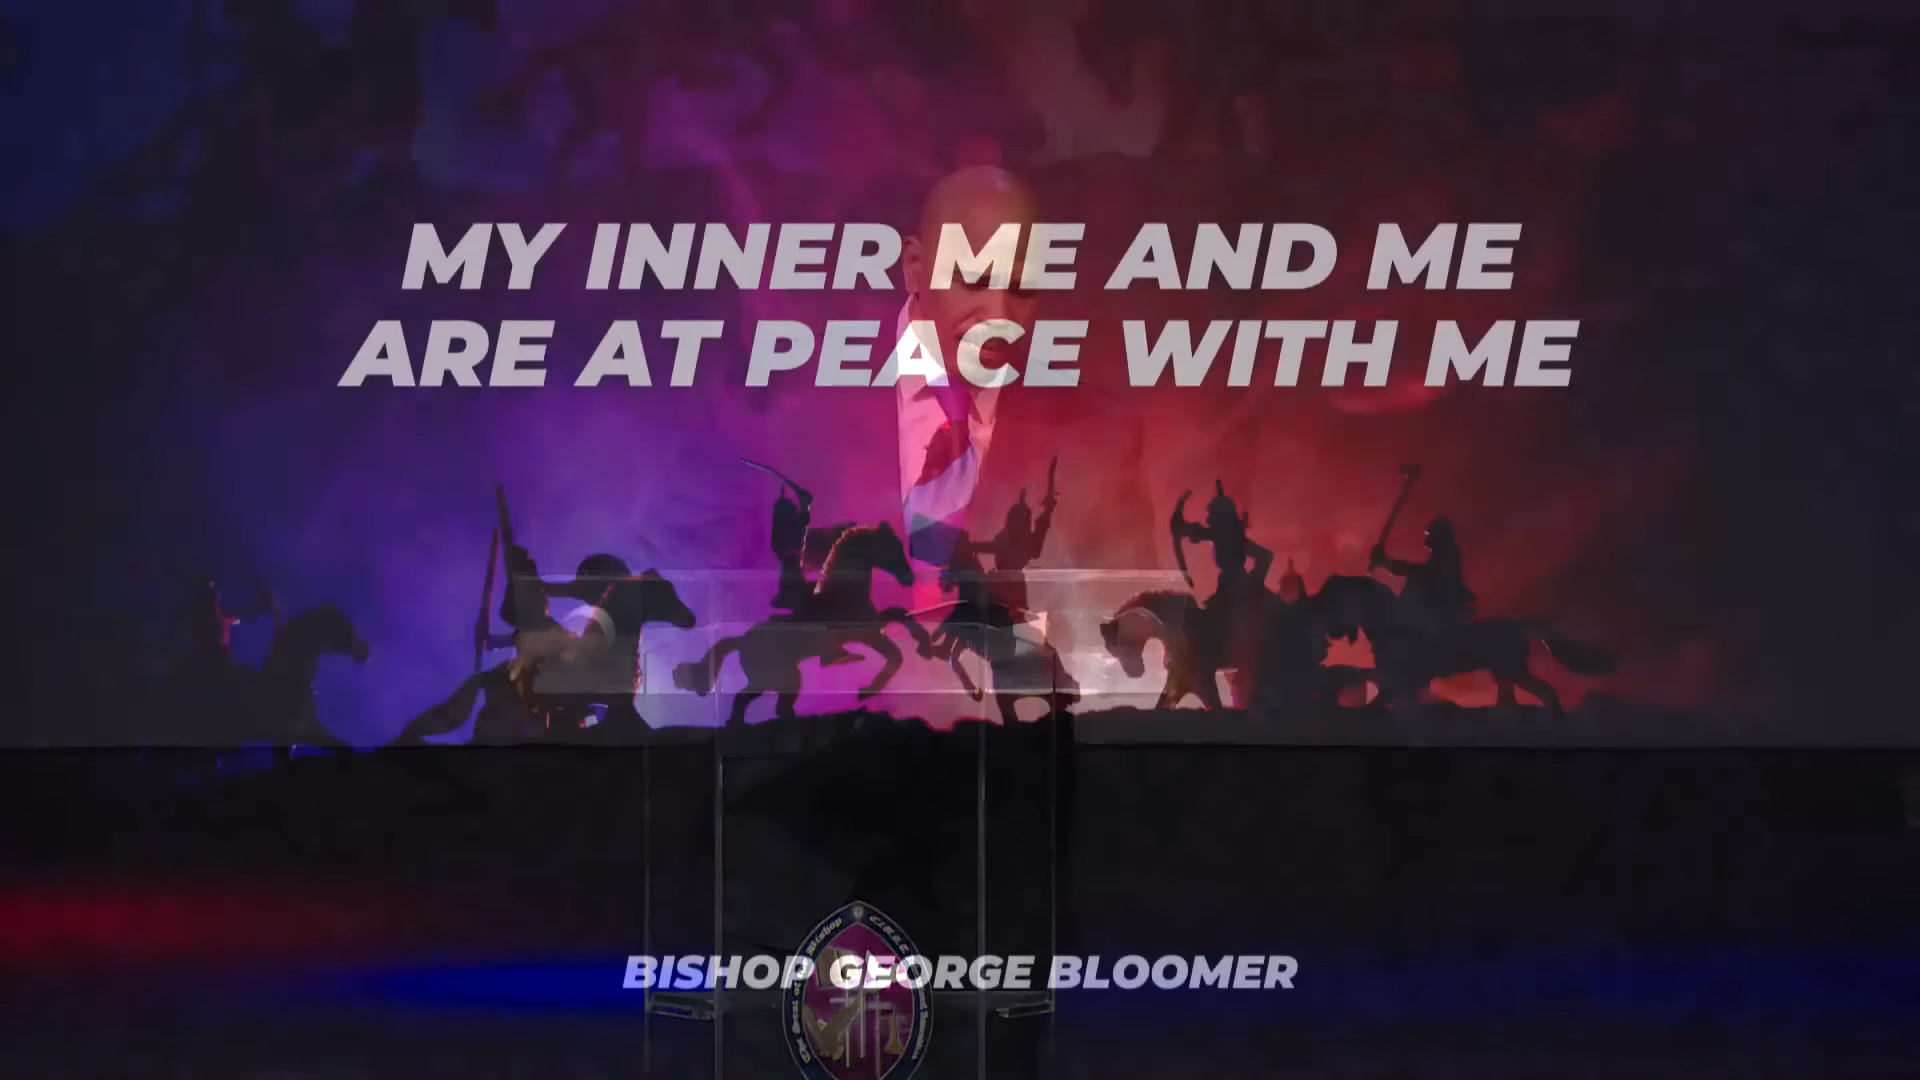 MY INNER ME AND ME
ARE AT PEACE WITH ME
BISHOP GEORGE BLOOMER